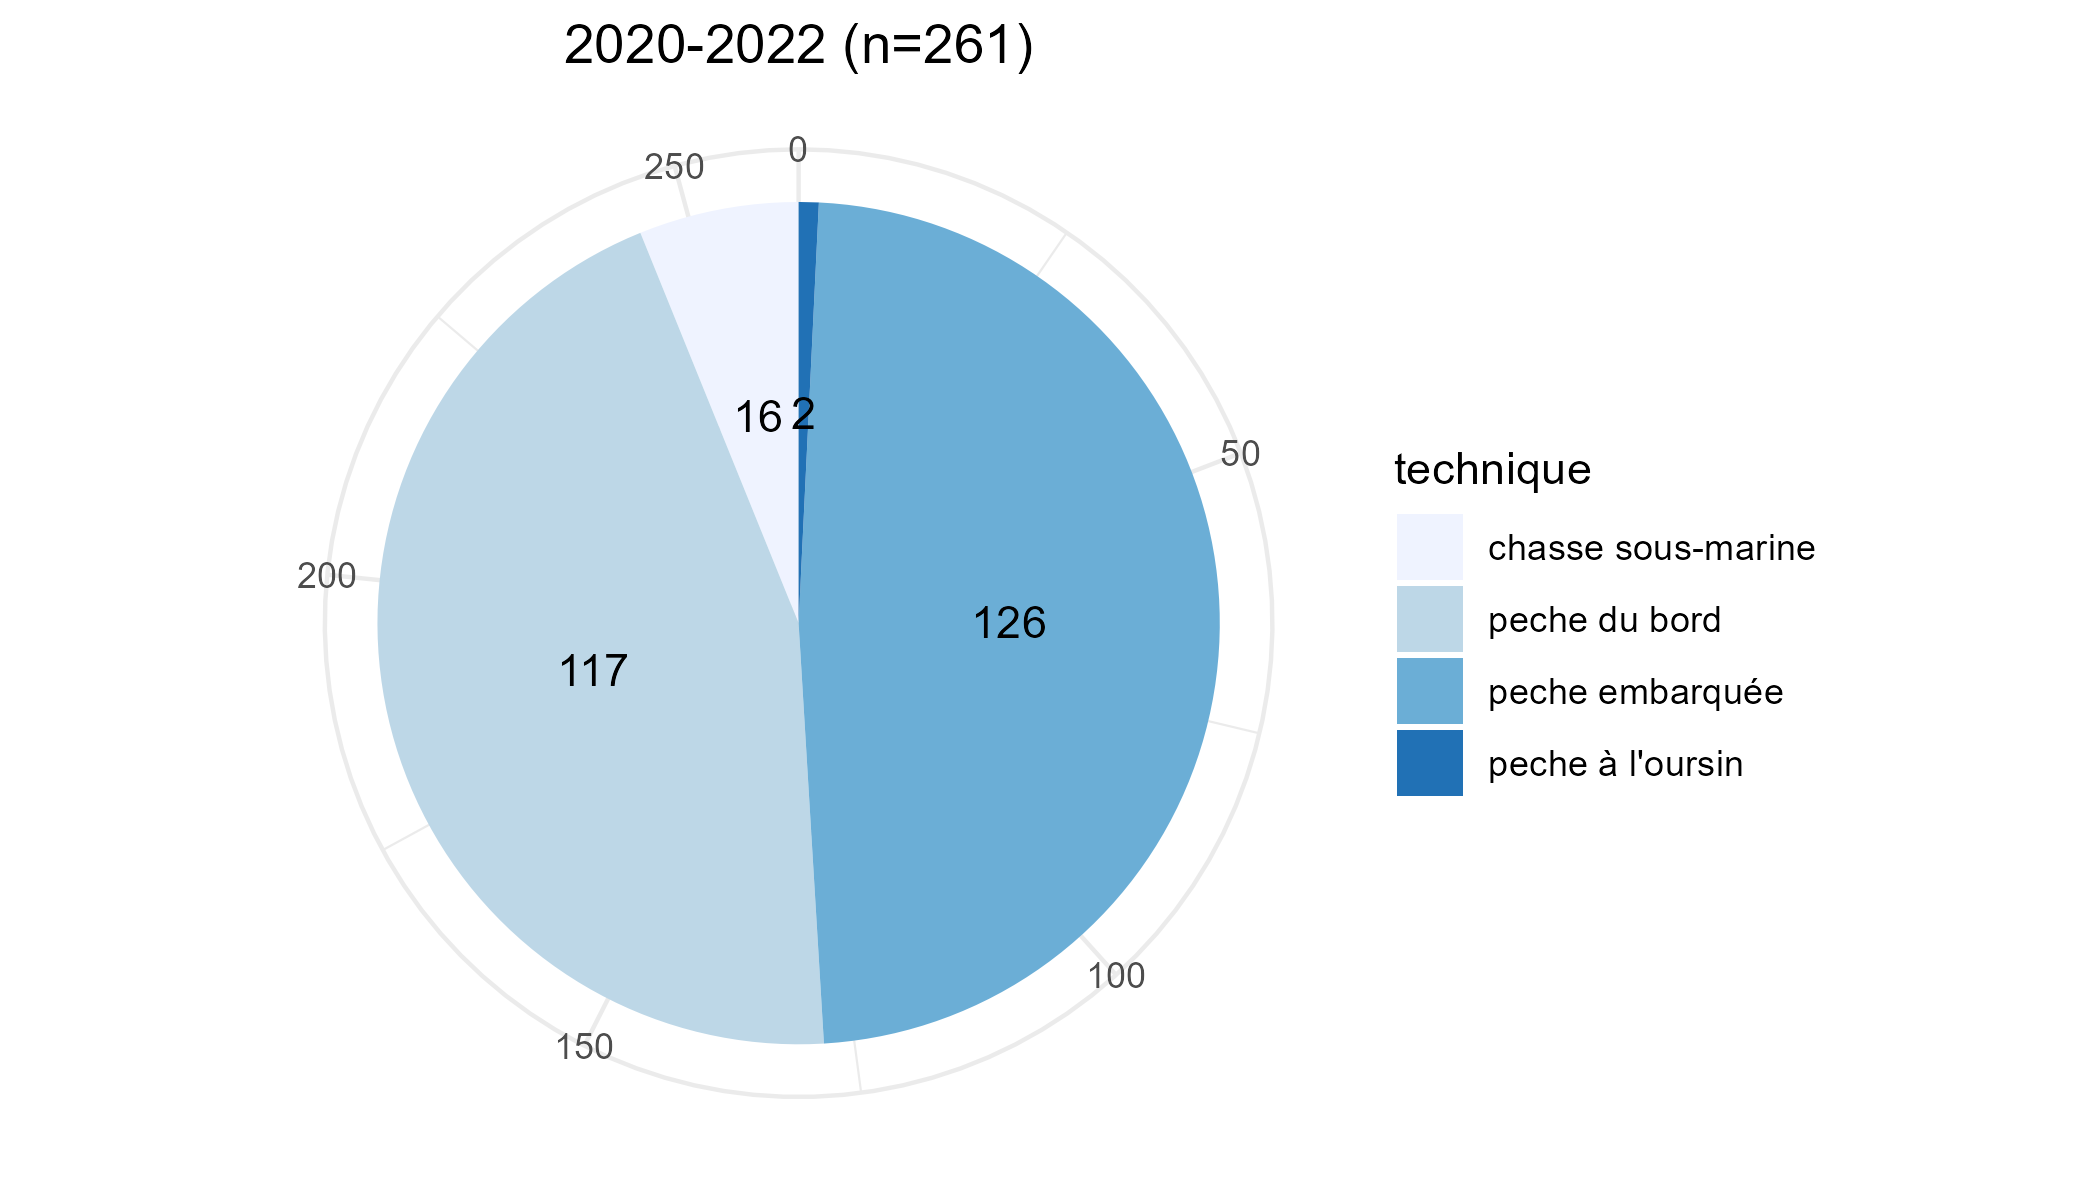 2020-2022 (n=261)
0
250
16
2
50
126
200
117
100
150
technique
chasse sous-marine
peche du bord
peche embarquée
peche à l'oursin